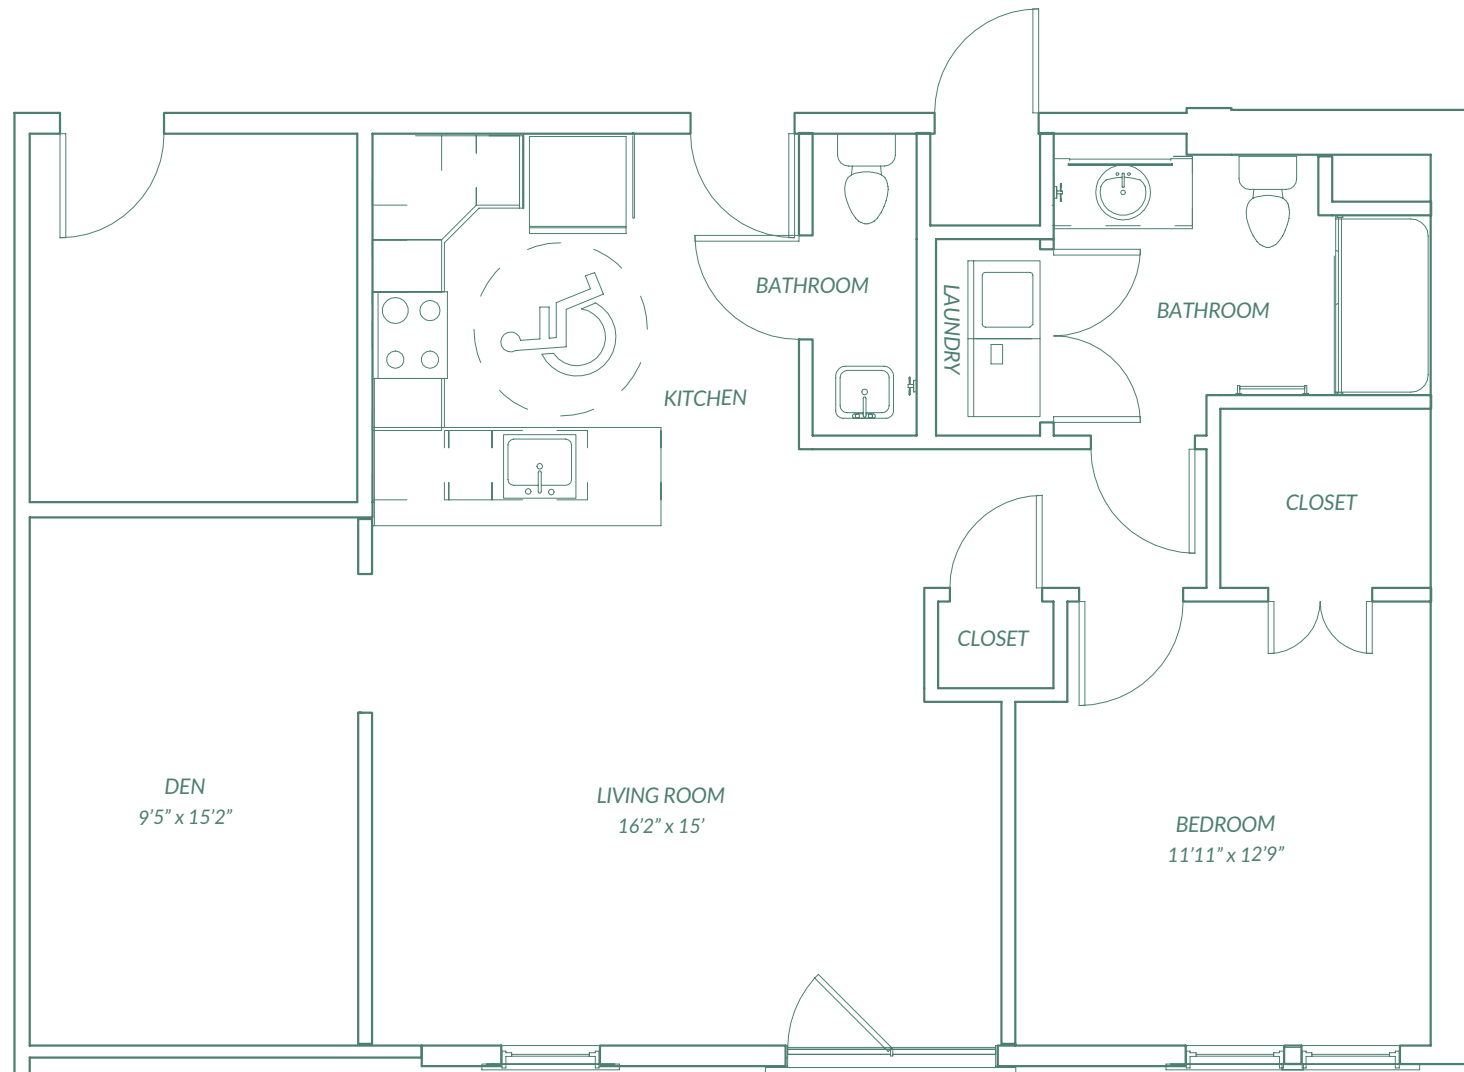 BATHROOM
LAUNDRY
BATHROOM
KITCHEN
CLOSET
CLOSET
DEN
9’5” x 15’2”
LIVING ROOM
16’2” x 15’
BEDROOM
11’11” x 12’9”